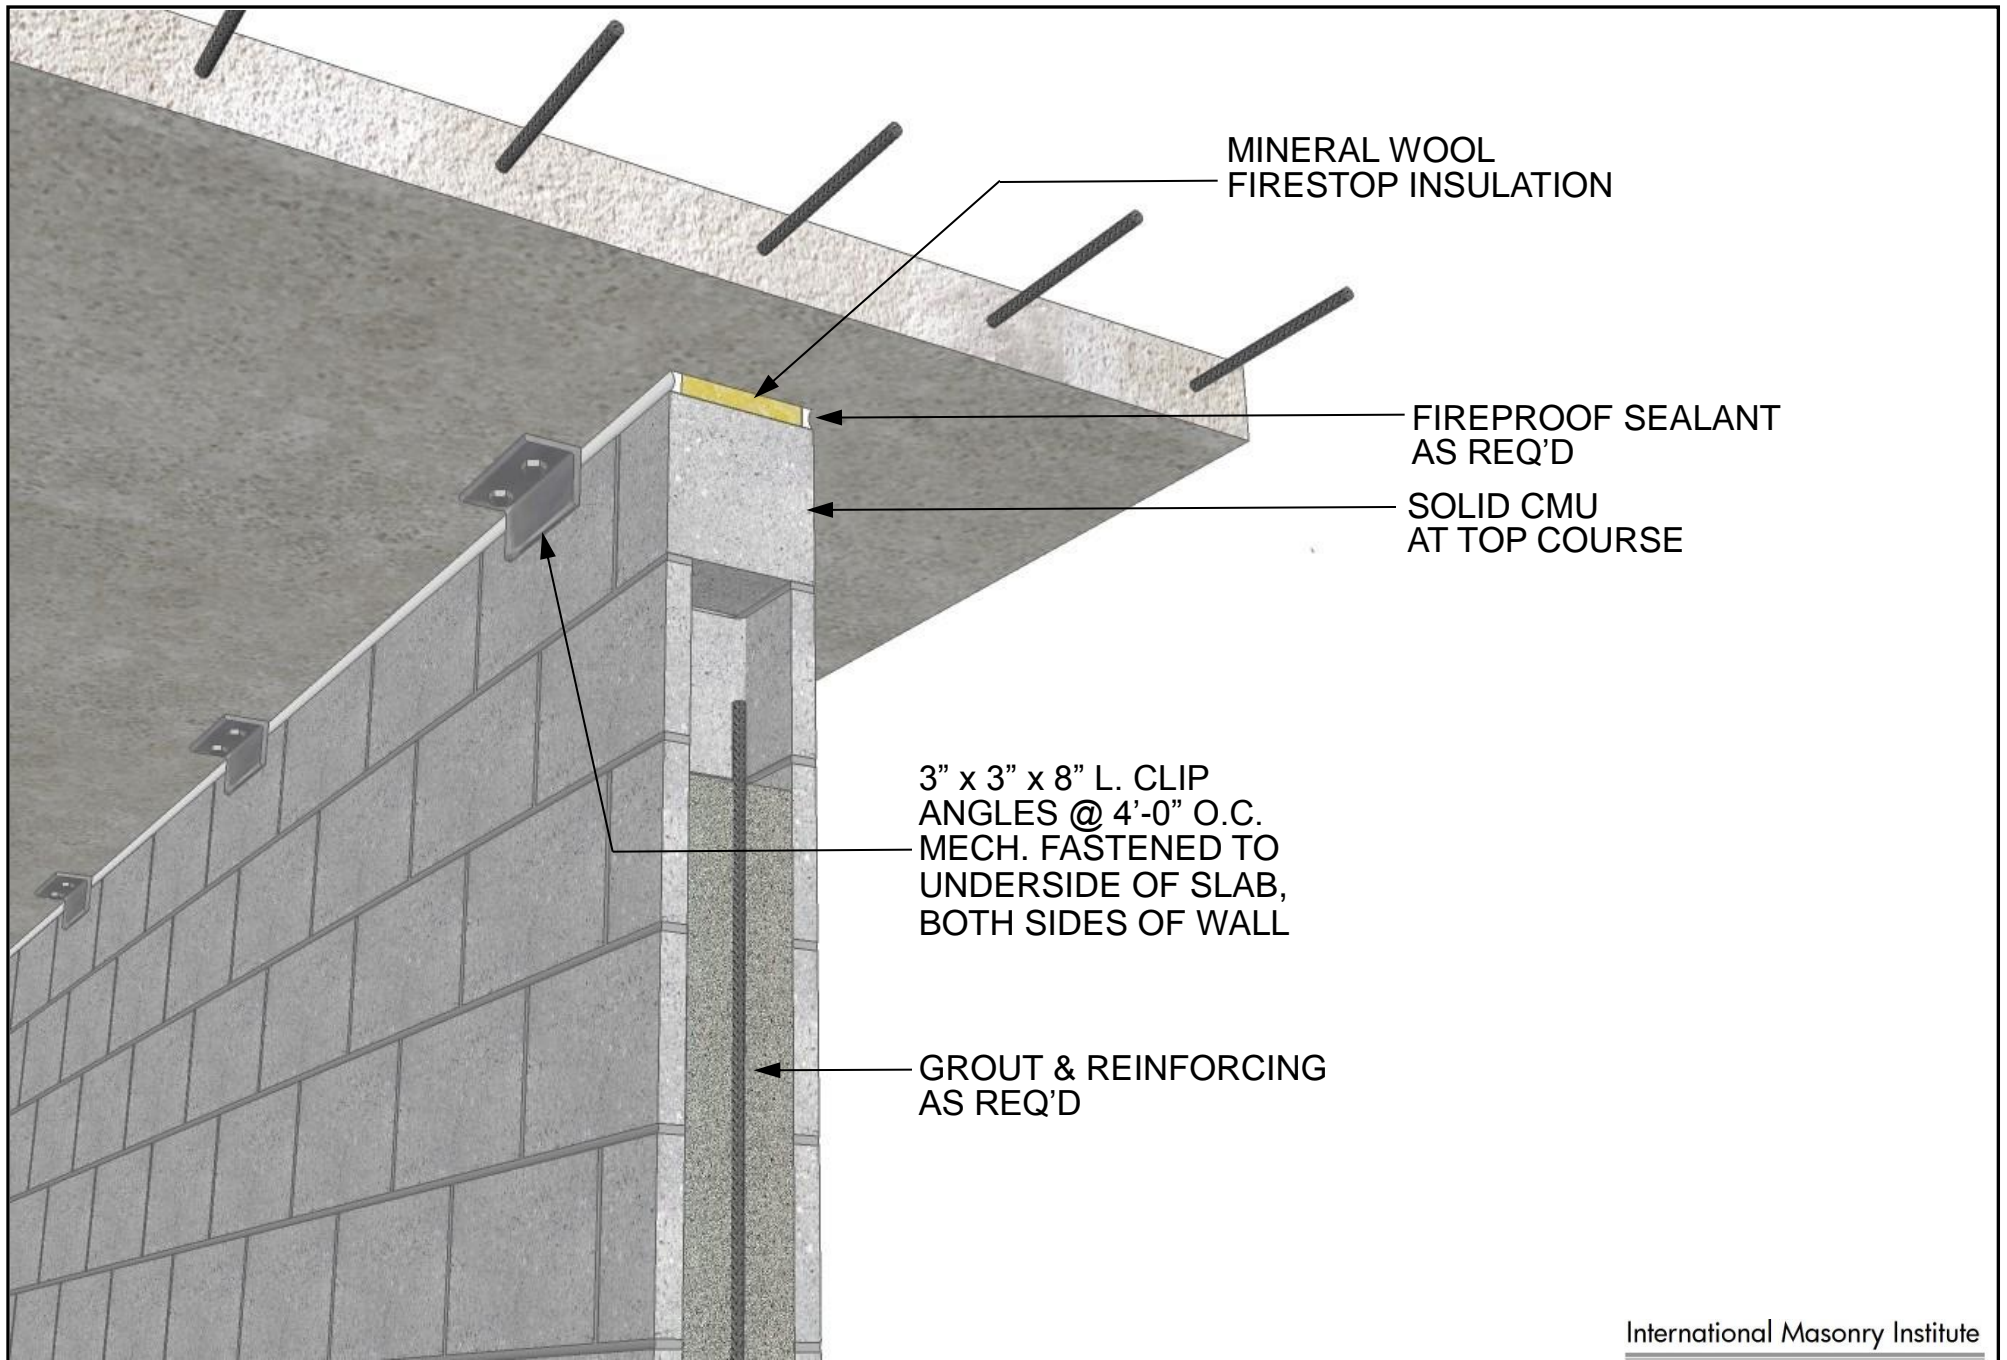 MINERAL WOOL
FIRESTOP INSULATION
FIREPROOF SEALANT
AS REQ’D
SOLID CMU
AT TOP COURSE
3” x 3” x 8” L. CLIP
ANGLES @ 4’-0” O.C.
MECH. FASTENED TO
UNDERSIDE OF SLAB,
BOTH SIDES OF WALL
GROUT & REINFORCING
AS REQ’D
International Masonry Institute